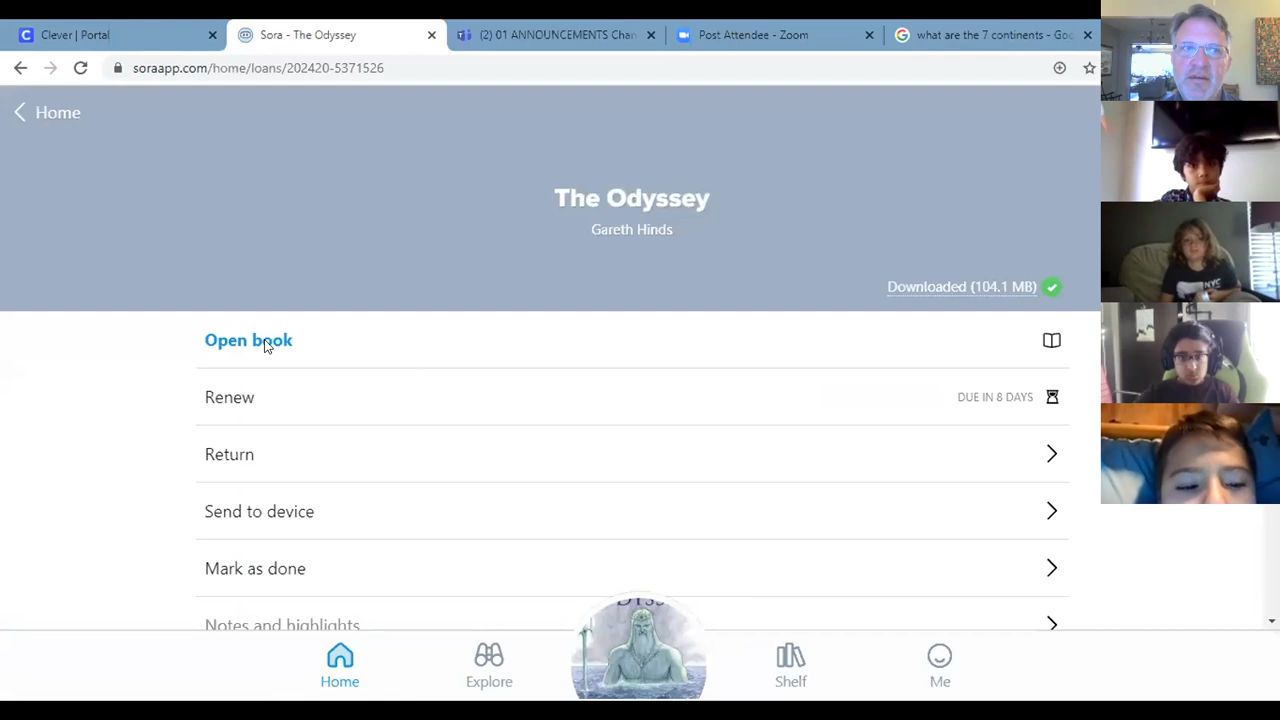 Clever | Portal
Sora - The Odyssey
(2) 01 ANNOUNCEMENTS Chan
Post Attendee - Zoom
what are the 7 continents - Goo
soraapp.com/home/loans/202420-5371526
Home
The Odyssey
Gareth Hinds
Downloaded (104.1 MB)
Open book
Renew
DUE IN 8 DAYS
Return
Send to device
Mark as done
Notes and highlights
Home
Explore
Shelf
Me
NYC